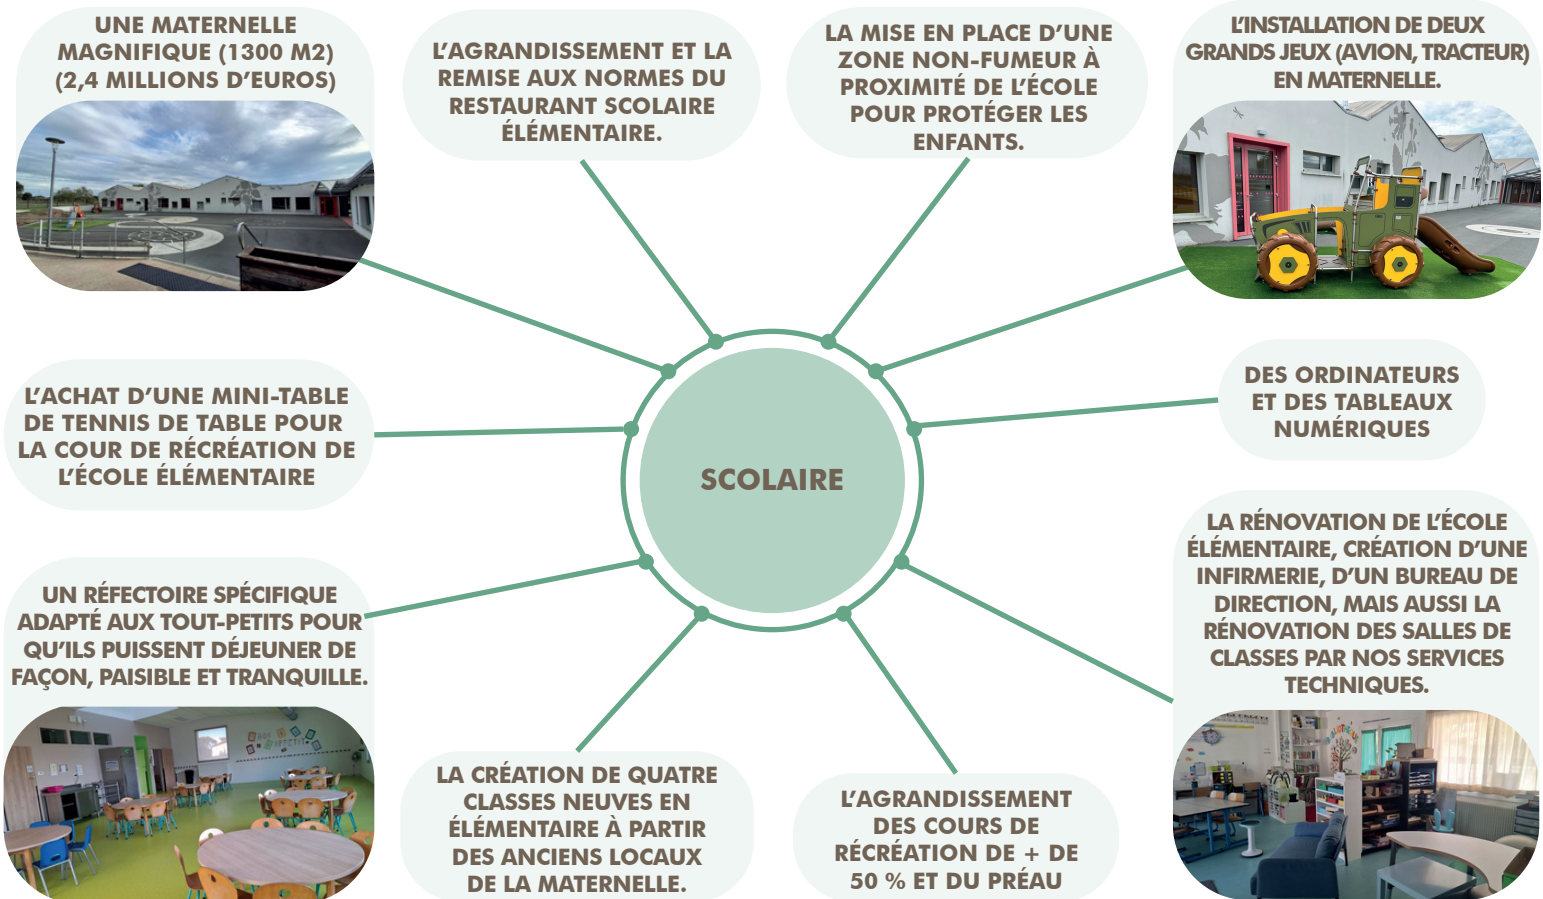 UNE MATERNELLE
MAGNIFIQUE (1300 M2)
(2,4 MILLIONS D'EUROS)
L'AGRANDISSEMENT ET LA
REMISE AUX NORMES DU
RESTAURANT SCOLAIRE
ÉLÉMENTAIRE.
LA MISE EN PLACE D'UNE
ZONE NON-FUMEUR À
PROXIMITÉ DE L'ÉCOLE
POUR PROTÉGER LES
ENFANTS.
L'INSTALLATION DE DEUX
GRANDS JEUX (AVION, TRACTEUR)
EN MATERNELLE.
L'ACHAT D'UNE MINI-TABLE
DE TENNIS DE TABLE POUR
LA COUR DE RÉCRÉATION DE
L'ÉCOLE ÉLÉMENTAIRE
SCOLAIRE
DES ORDINATEURS
ET DES TABLEAUX
NUMÉRIQUES
UN RÉFECTOIRE SPÉCIFIQUE
ADAPTÉ AUX TOUT-PETITS POUR
QU'ILS PUISSENT DÉJEUNER DE
FAÇON, PAISIBLE ET TRANQUILLE.
LA CRÉATION DE QUATRE
CLASSES NEUVES EN
ÉLÉMENTAIRE À PARTIR
DES ANCIENS LOCAUX
DE LA MATERNELLE.
L'AGRANDISSEMENT
DES COURS DE
RÉCRÉATION DE + DE
50 % ET DU PRÉAU
LA RÉNOVATION DE L'ÉCOLE
ÉLÉMENTAIRE, CRÉATION D'UNE
INFIRMERIE, D'UN BUREAU DE
DIRECTION, MAIS AUSSI LA
RÉNOVATION DES SALLES DE
CLASSES PAR NOS SERVICES
TECHNIQUES.